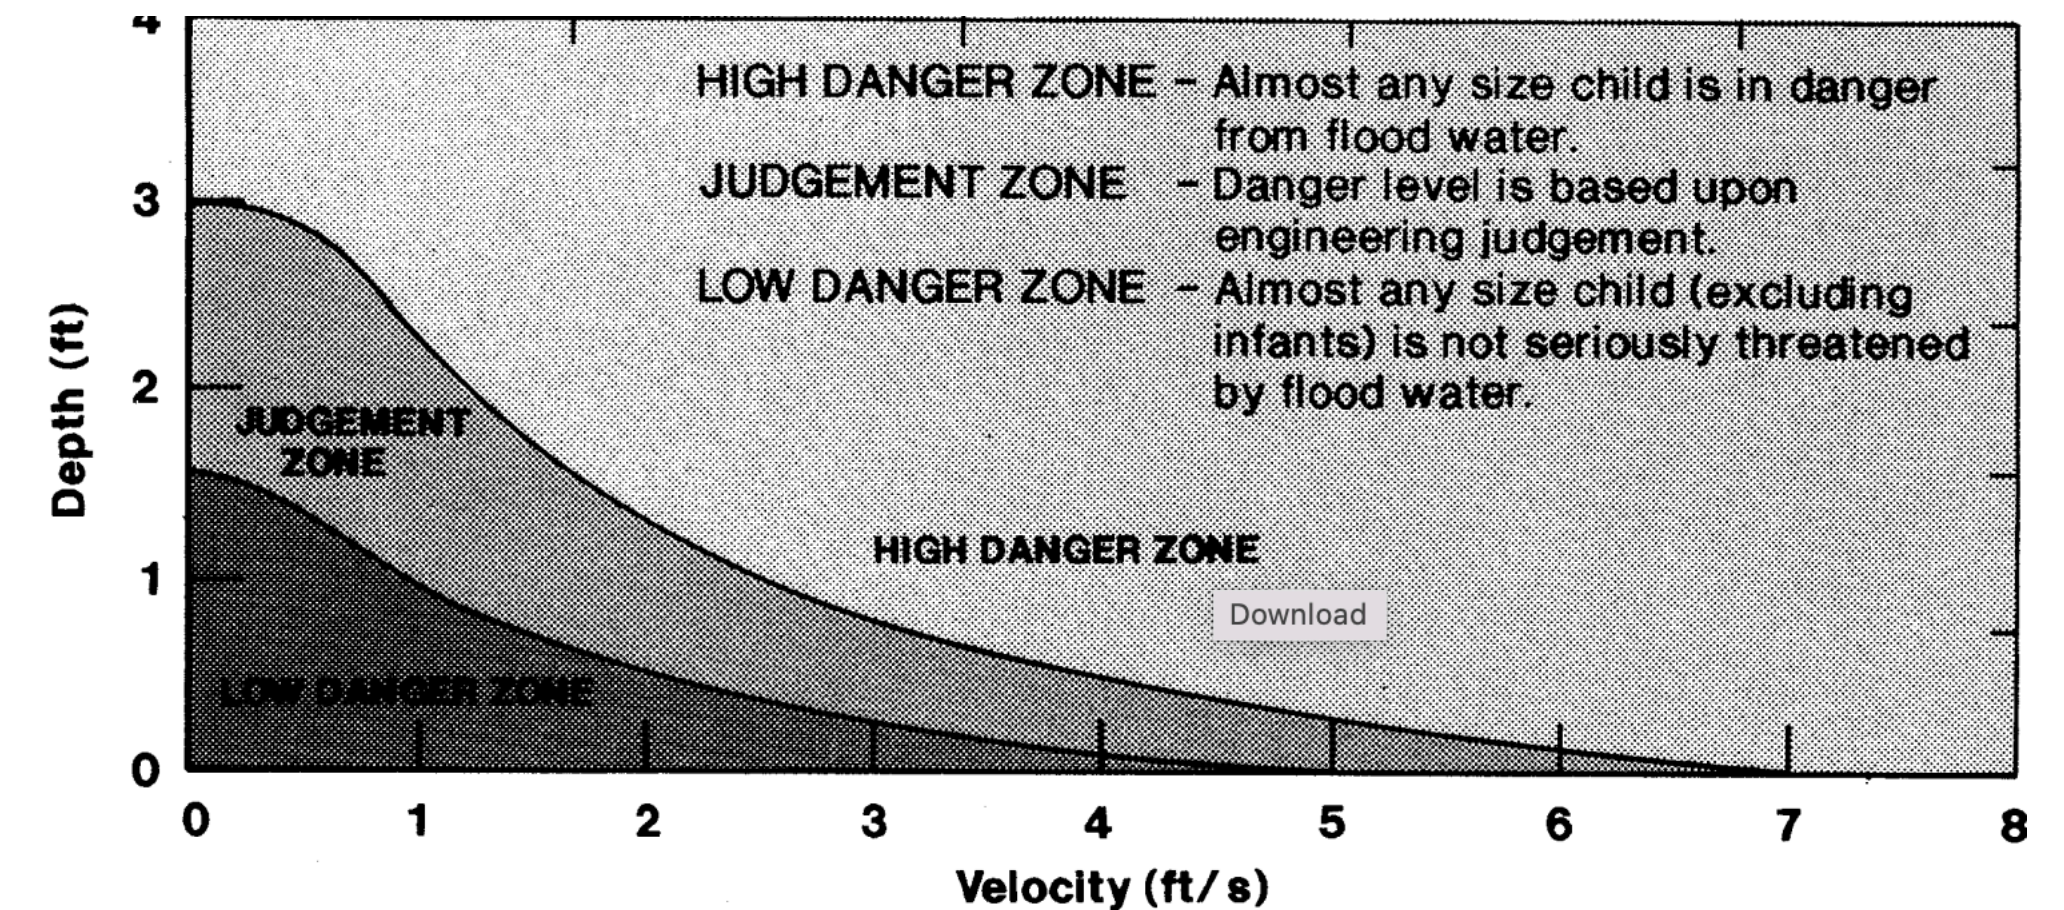 4
HIGH DANGER ZONE - Almost any size child is in danger
from flood water.
JUDGEMENT ZONE - Danger level is based upon
engineering judgement.
LOW DANGER ZONE - Almost any size child (excluding
infants) is not seriously threatened
by flood water.
3
2
1
0
Depth (ft)
JUDGEMENT
ZONE
HIGH DANGER ZONE
Download
LOW DANGER ZONE
0 1 2 3 4 5 6 7 8
Velocity (ft/s)